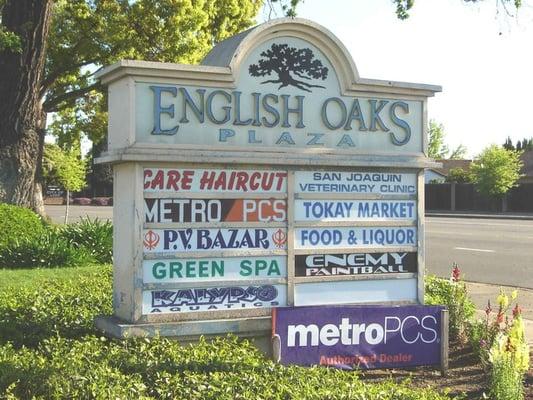 ENGLISH OAKS
PLAZA
CARE HAIRCUT
METRO PCS
P.V. BAZAR
GREEN SPA
KALYPSO
AQUATICS
SAN JOAQUIN
VETERINARY CLINIC
TOKAY MARKET
FOOD & LIQUOR
ENEMY
PAINTBALL
metroPCS
Authorized Dealer